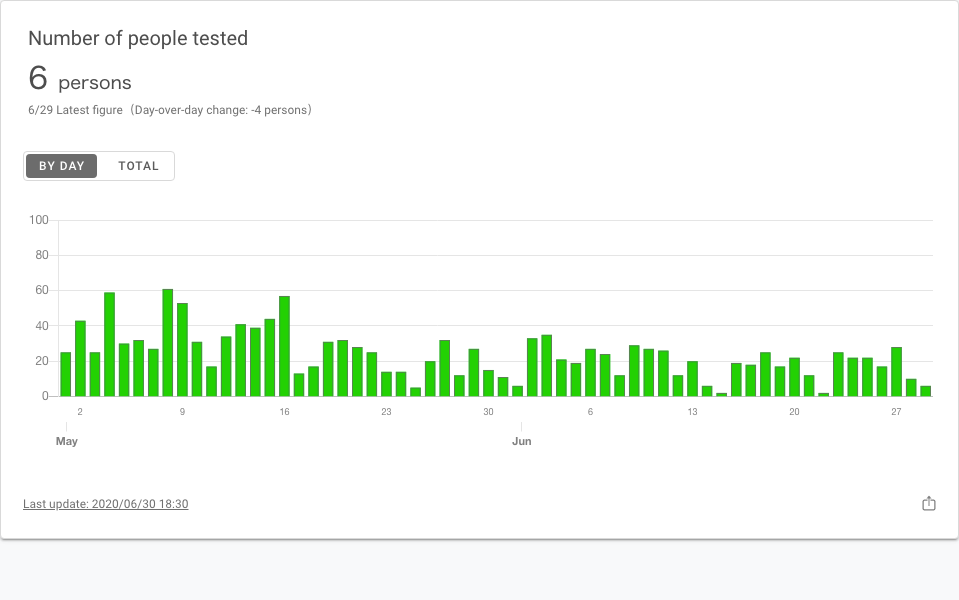 Number of people tested
6 persons
6/29 Latest figure（Day-over-day change: -4 persons）
BY DAY TOTAL
100
80
60
40
20
0
2 9 16 23 30 6 13 20 27
May Jun
Last update: 2020/06/30 18:30